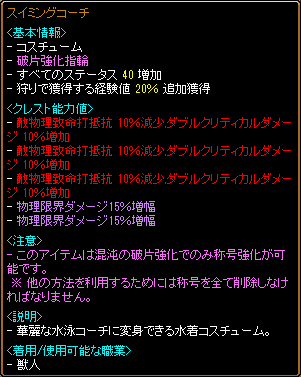 スイミングコーチ
<基本情報>
- コスチューム
- 破片強化指輪
- すべてのステータス 40 増加
- 狩りで獲得する経験値 20% 追加獲得
<クレスト能力値>
- 敵物理致命打抵抗 10%減少,ダブルクリティカルダメー
ジ 10%増加
- 敵物理致命打抵抗 10%減少,ダブルクリティカルダメー
ジ 10%増加
- 敵物理致命打抵抗 10%減少,ダブルクリティカルダメー
ジ 10%増加
- 物理限界ダメージ15%増幅
- 物理限界ダメージ15%増幅
<注意>
- このアイテムは混沌の破片強化でのみ称号強化が可
能です。
※ 他の方法を利用するためには称号を全て削除しなけ
ればなりません。
<説明>
- 華麗な水泳コーチに変身できる水着コスチューム。
<着用/使用可能な職業>
- 獣人